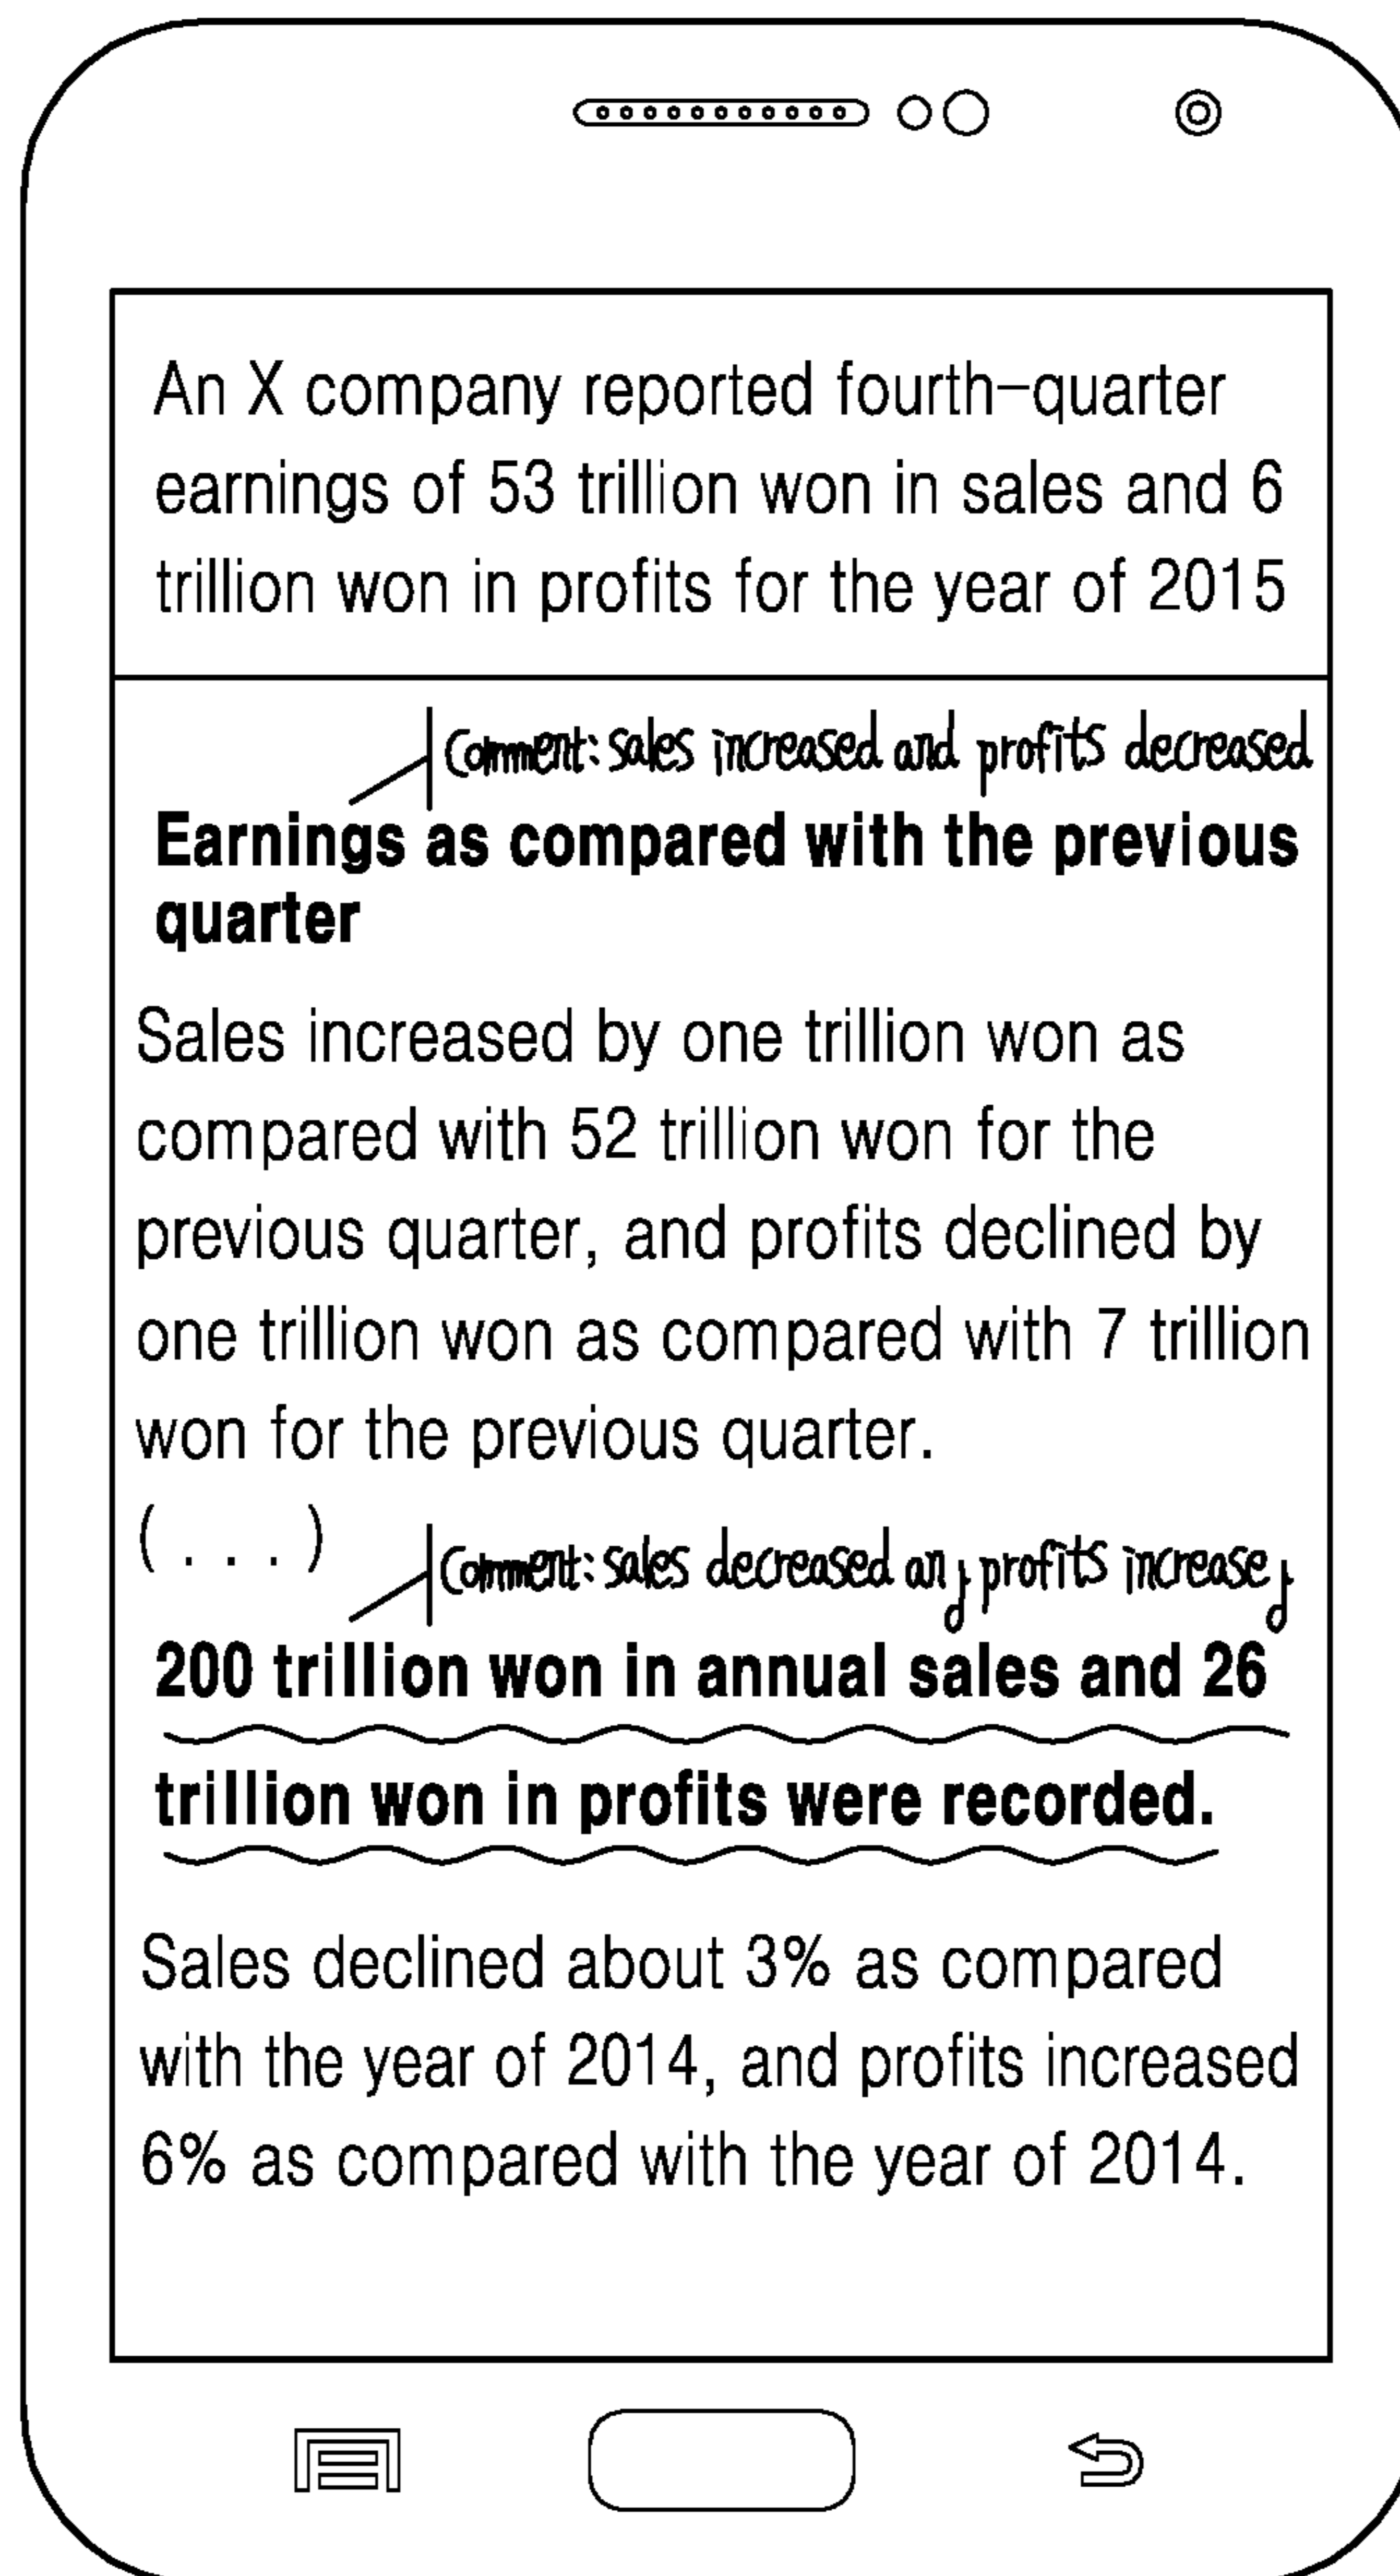 An X company reported fourth-quarter
earnings of 53 trillion won in sales and 6
trillion won in profits for the year of 2015
Comment: sales increased and profits decreased
Earnings as compared with the previous
quarter
Sales increased by one trillion won as
compared with 52 trillion won for the
previous quarter, and profits declined by
one trillion won as compared with 7 trillion
won for the previous quarter.
(...)
Comment: sales decreased and profits increased
200 trillion won in annual sales and 26
trillion won in profits were recorded.
Sales declined about 3% as compared
with the year of 2014, and profits increased
6% as compared with the year of 2014.